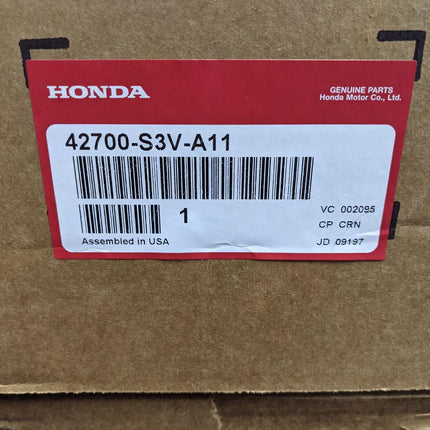 HONDA
GENUINE PARTS
Honda Motor Co., Ltd.
42700-S3V-A11
1
VC 002095
CP CRN
Assembled in USA
JD 09197